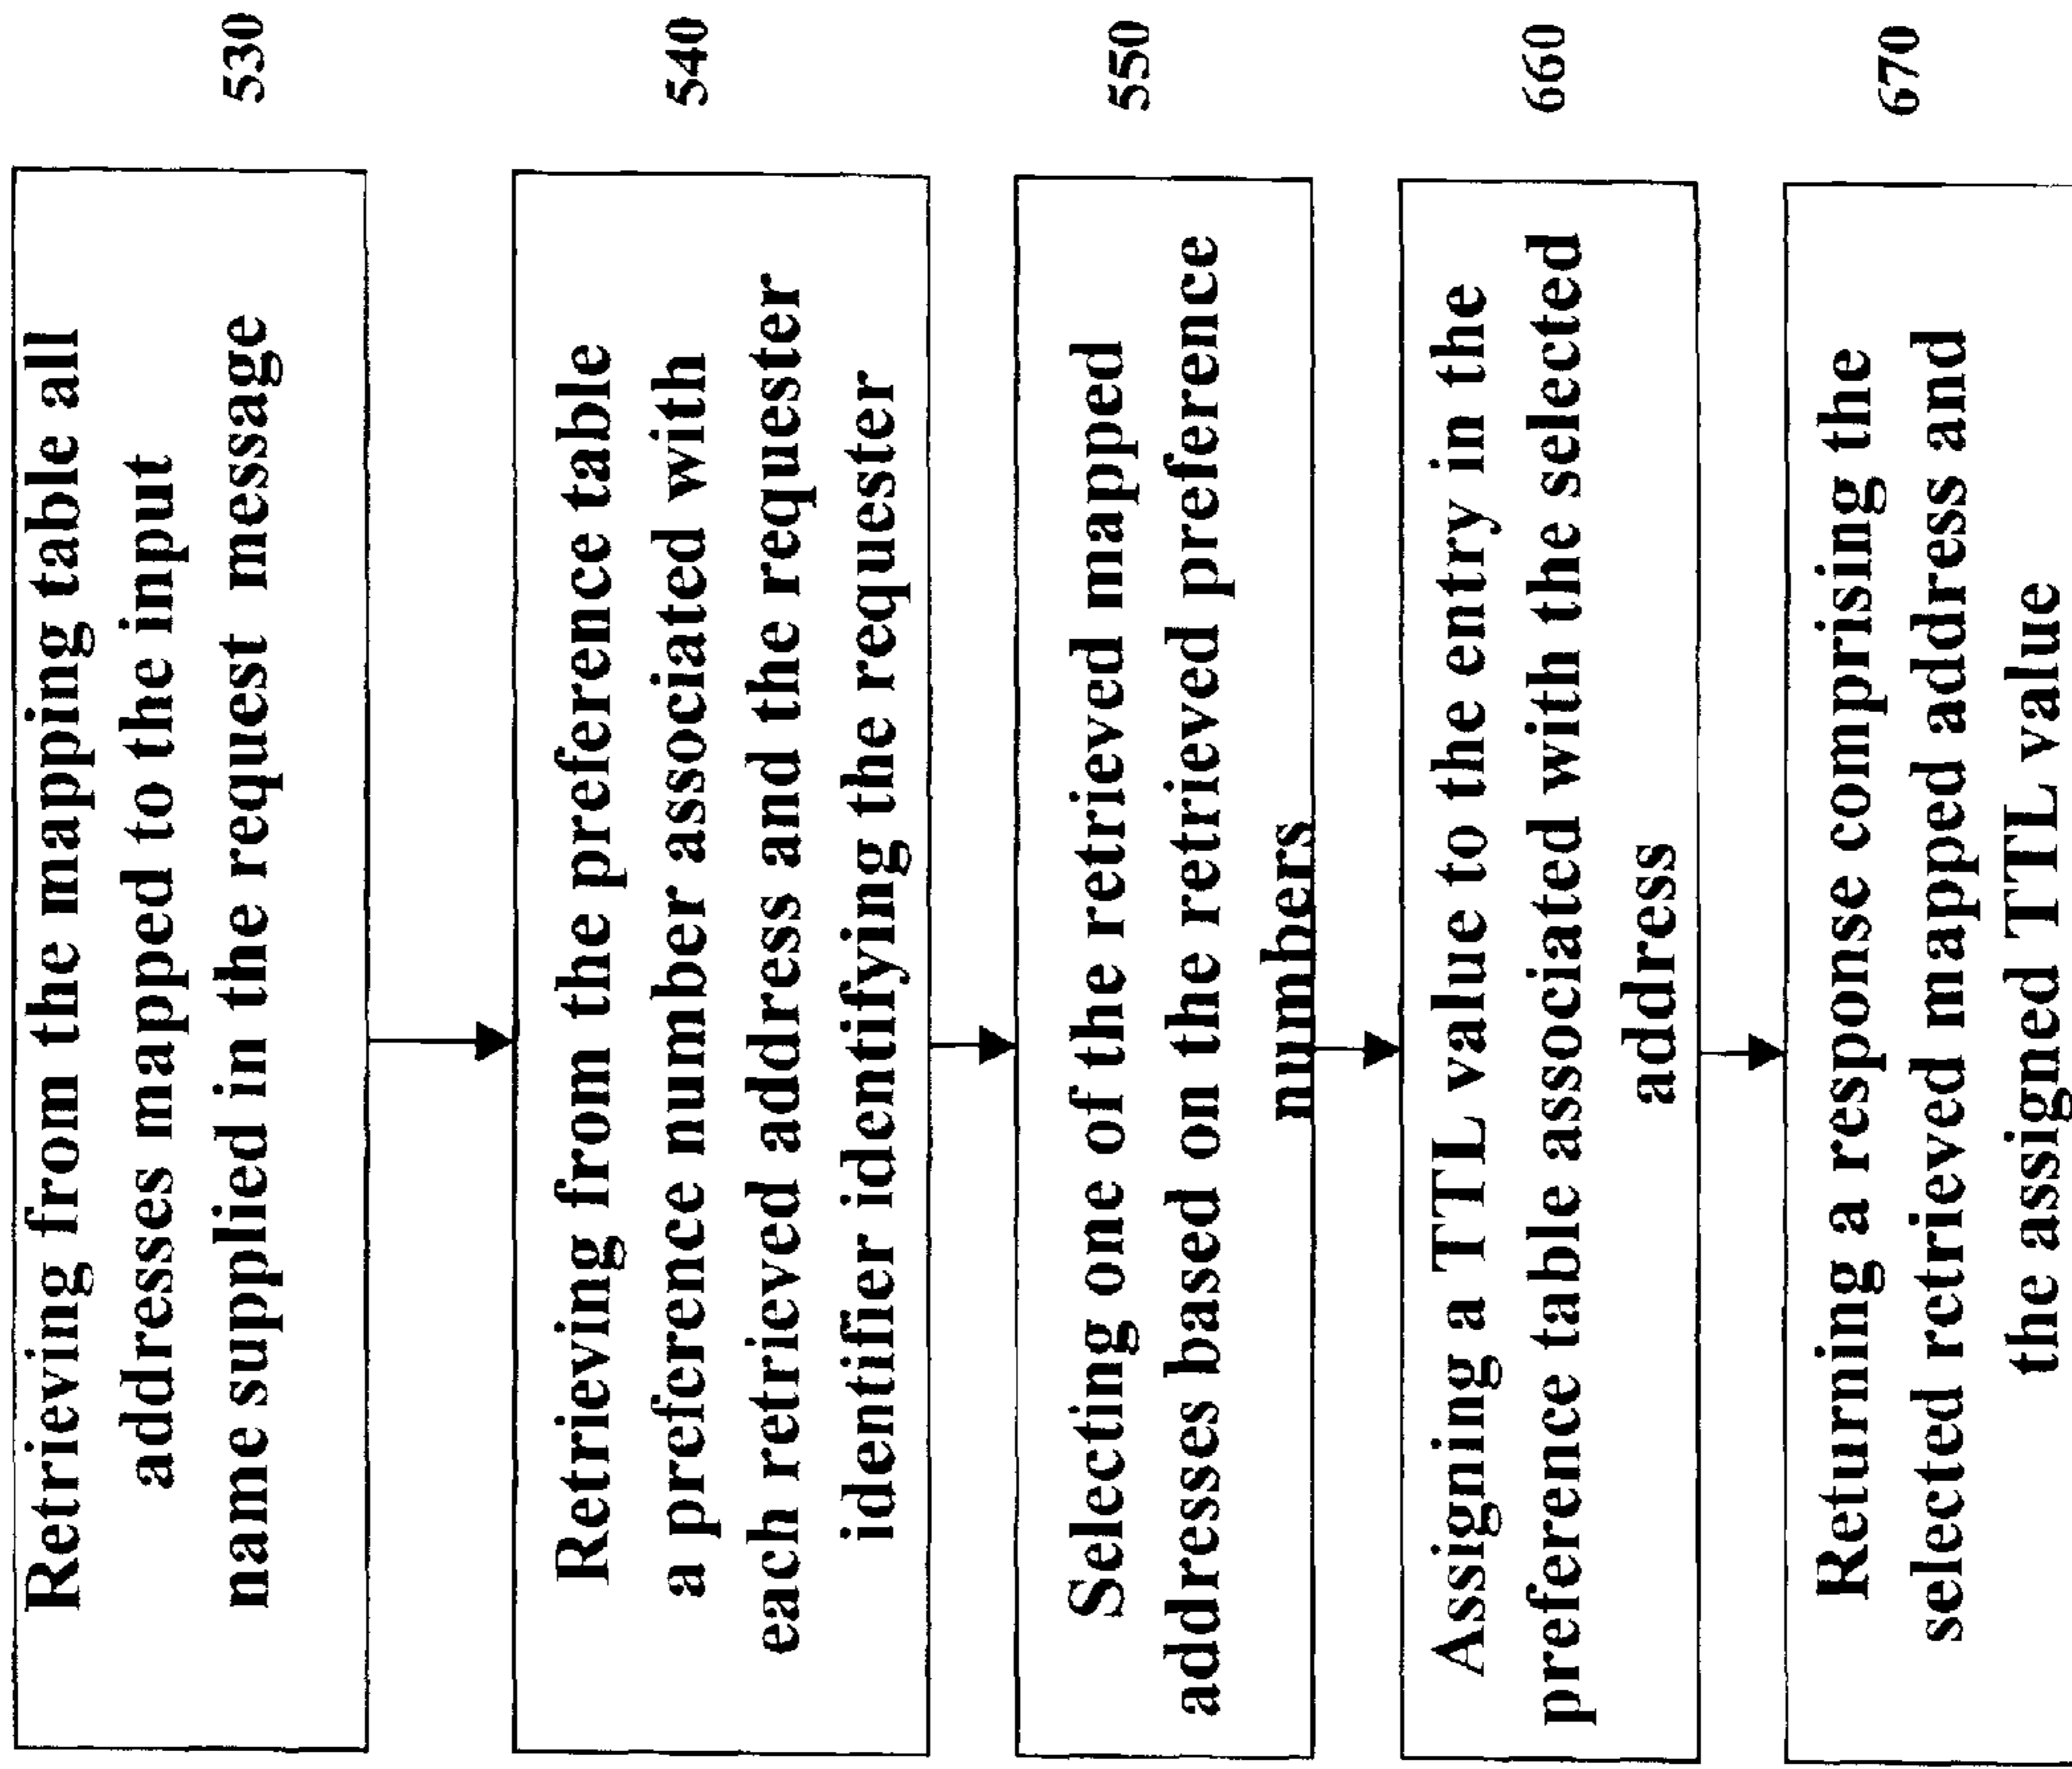 Retrieving from the mapping table all
addresses mapped to the input
name supplied in the request message
530
Retrieving from the preference table
a preference number associated with
each retrieved address and the requester
identifier identifying the requester
540
Selecting one of the retrieved mapped
addresses based on the retrieved preference
numbers
550
Assigning a TTL value to the entry in the
preference table associated with the selected
address
660
Returning a response comprising the
selected retrieved mapped address and
the assigned TTL value
670